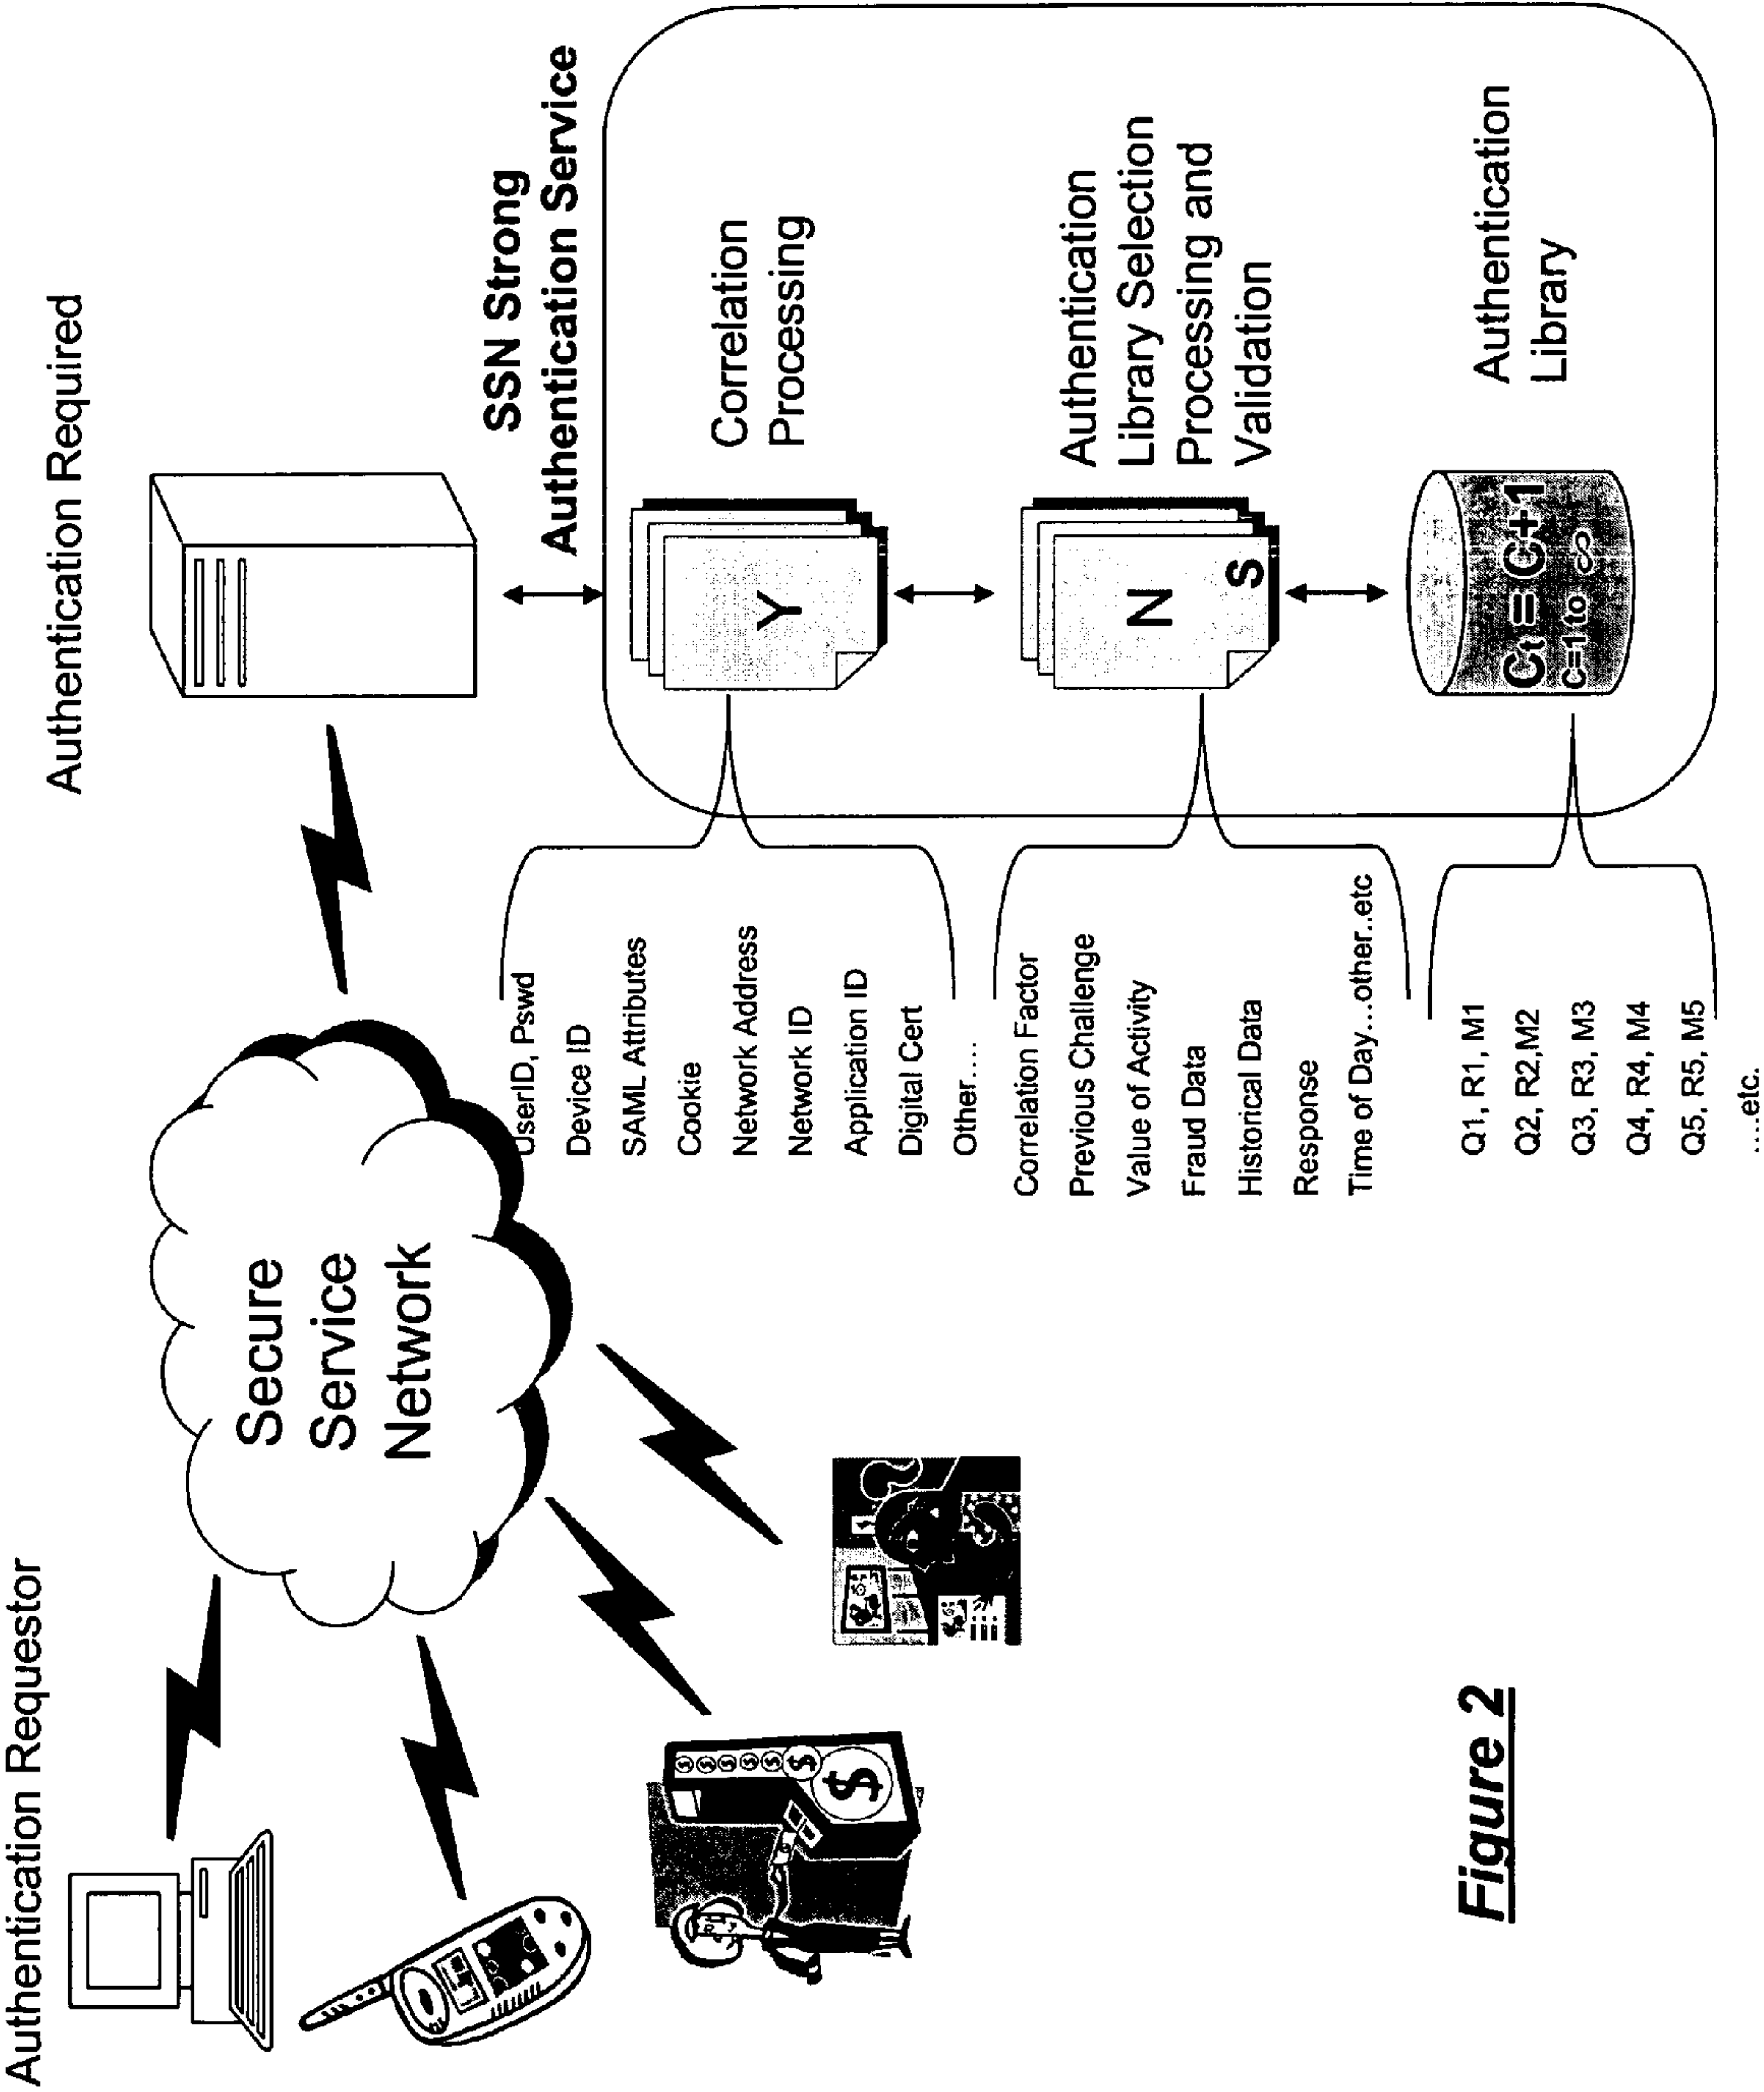 Authentication Requestor
Authentication Required
Secure
Service
Network
SSN Strong
Authentication Service
UserID, Pswd
Device ID
SAML Attributes
Cookie
Network Address
Network ID
Application ID
Digital Cert
Other....
Y
Correlation
Processing
Correlation Factor
Previous Challenge
Value of Activity
Fraud Data
Historical Data
Response
Time of Day...other..etc
N
S
Authentication
Library Selection
Processing and
Validation
Q1, R1, M1
Q2, R2,M2
Q3, R3, M3
Q4, R4, M4
Q5, R5, M5
....etc.
Ct = C+1
C=1 to ∞
Authentication
Library
$
$
$
$
$
$
$
Figure 2